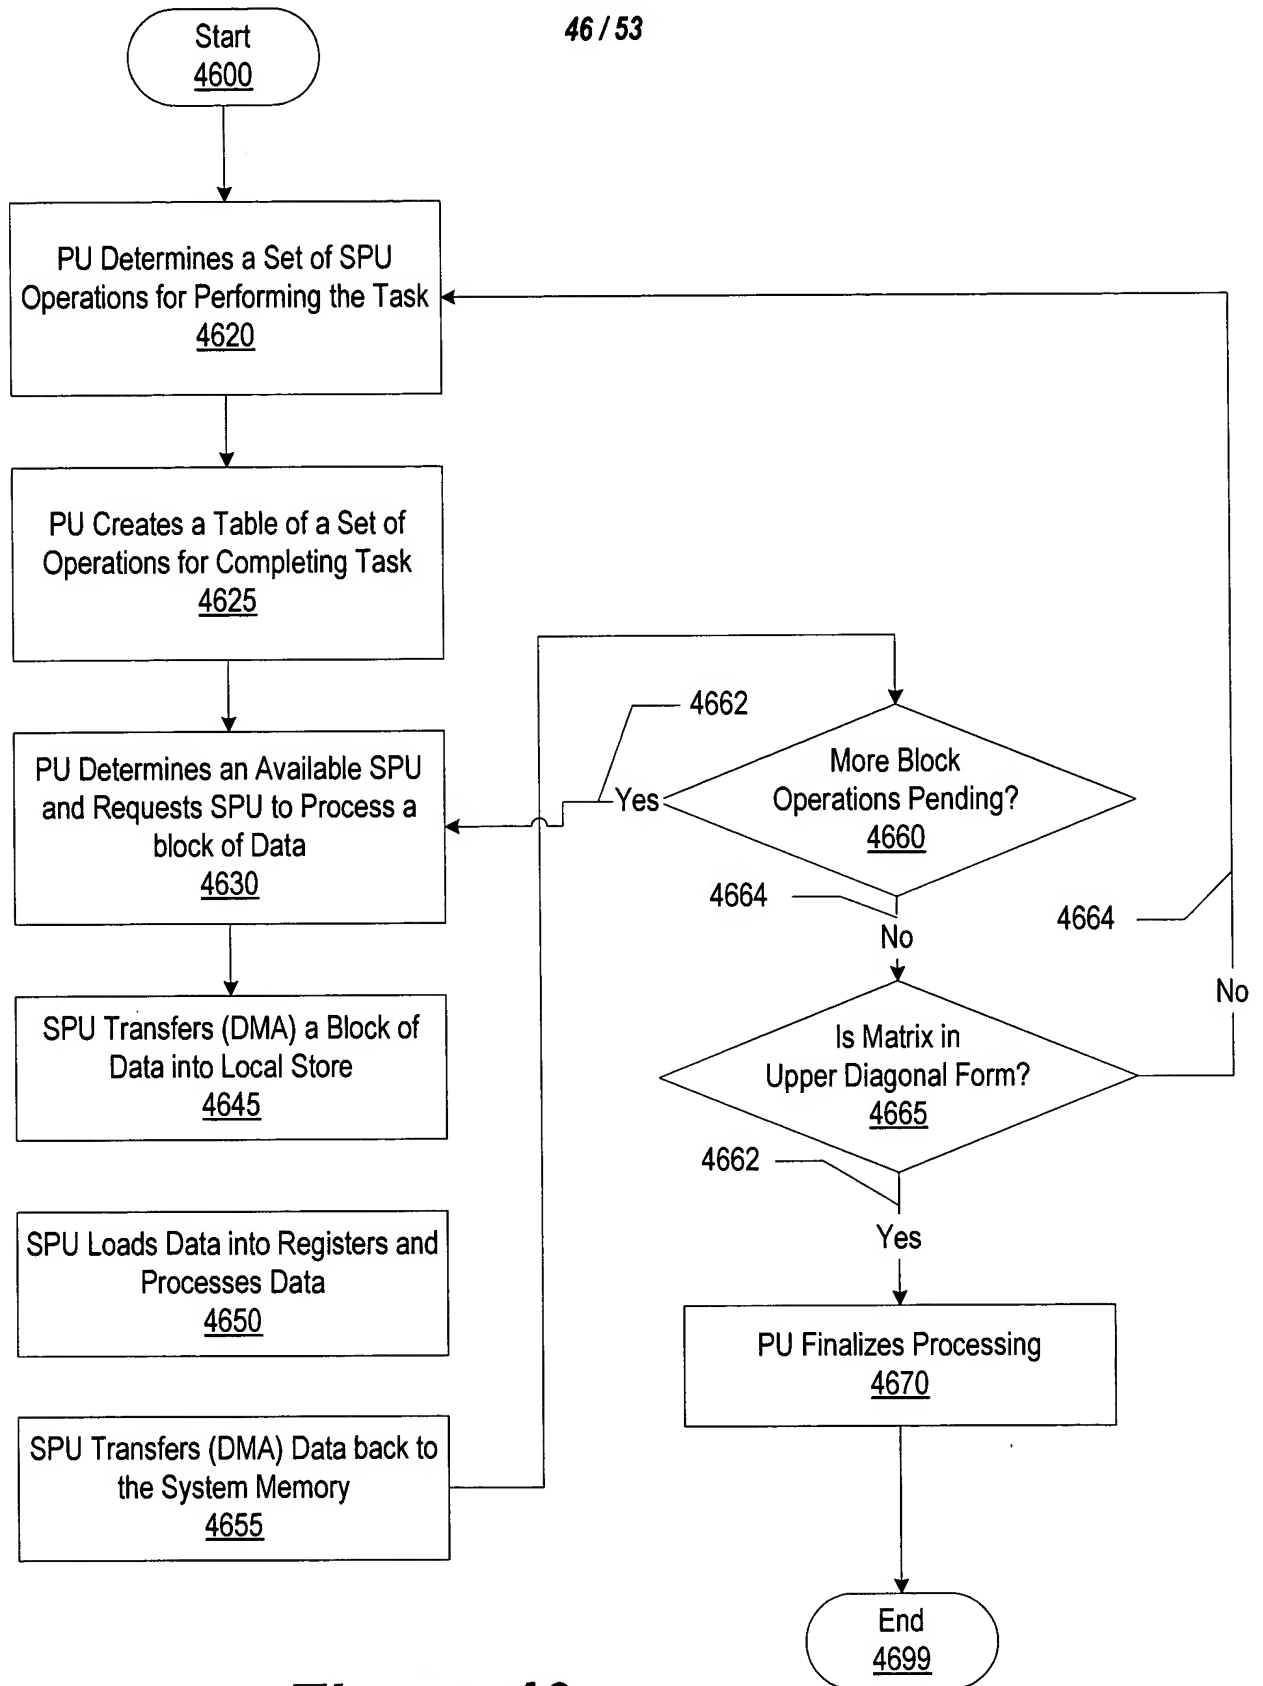 46 / 53
Start
4600
PU Determines a Set of SPU
Operations for Performing the Task
4620
PU Creates a Table of a Set of
Operations for Completing Task
4625
PU Determines an Available SPU
and Requests SPU to Process a
block of Data
4630
SPU Transfers (DMA) a Block of
Data into Local Store
4645
SPU Loads Data into Registers and
Processes Data
4650
SPU Transfers (DMA) Data back to
the System Memory
4655
4662
More Block
Operations Pending?
4660
Yes
4664
No
4664
No
Is Matrix in
Upper Diagonal Form?
4665
4662
Yes
PU Finalizes Processing
4670
End
4699